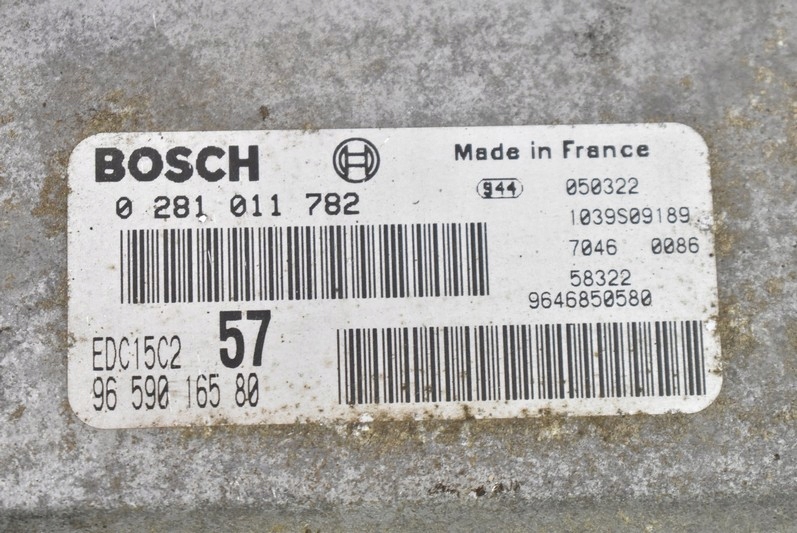 BOSCH
Made in France
0 281 011 782
944 050322
1039S09189
7046 0086
58322
9646850580
EDC15C2 57
96 590 165 80